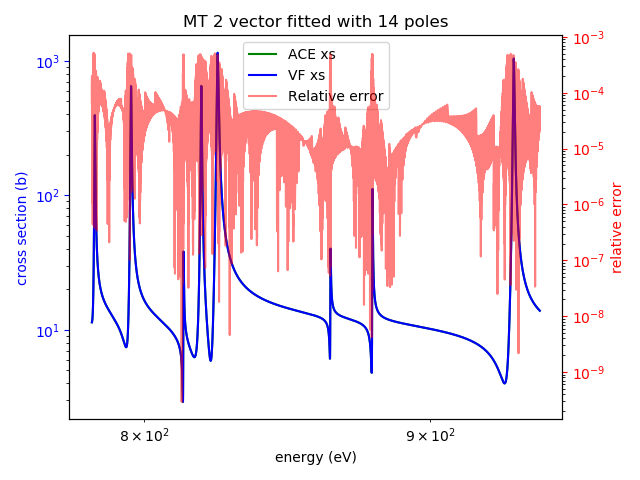 MT 2 vector fitted with 14 poles
ACE xs
VF xs
Relative error
cross section (b)
10³
10²
10¹
relative error
10⁻³
10⁻⁴
10⁻⁵
10⁻⁶
10⁻⁷
10⁻⁸
10⁻⁹
8 × 10²
9 × 10²
energy (eV)